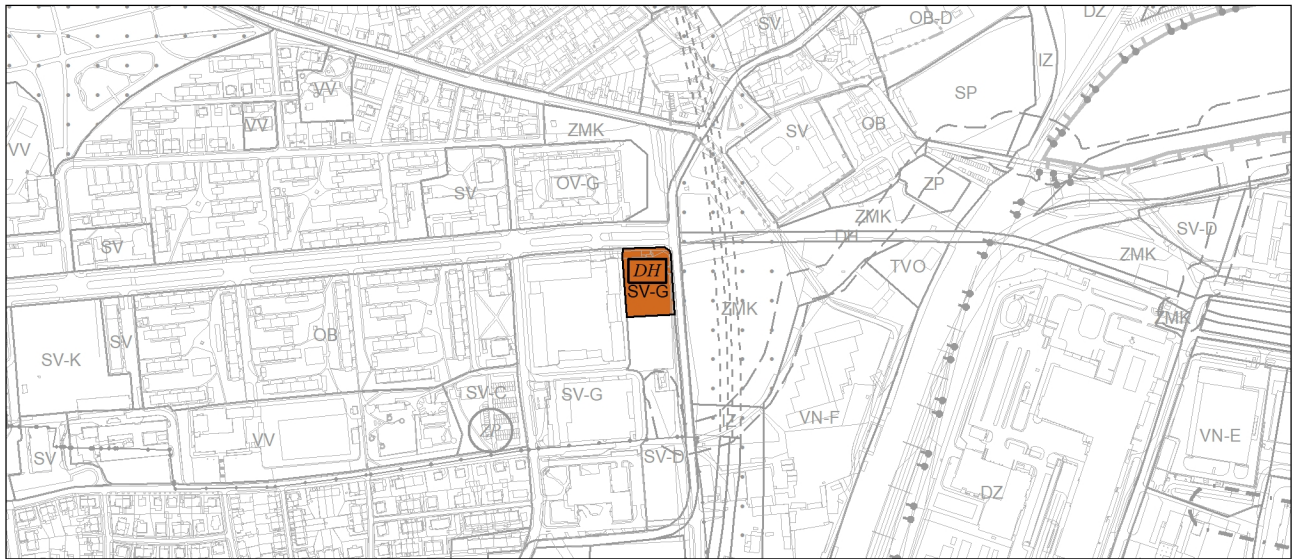 SV
OB-D
DZ
IZ
VV
SP
VV
ZMK
SV
OB
VV
OV-G
SV
ZP
ZMK
SV-D
DH
SV
ZMK
TVO
DH
SV-G
ZMK
ZMK
SV
OB
SV-K
SV-C
SV-G
ZP
VN-F
VV
VN-E
SV
SV-D
DZ